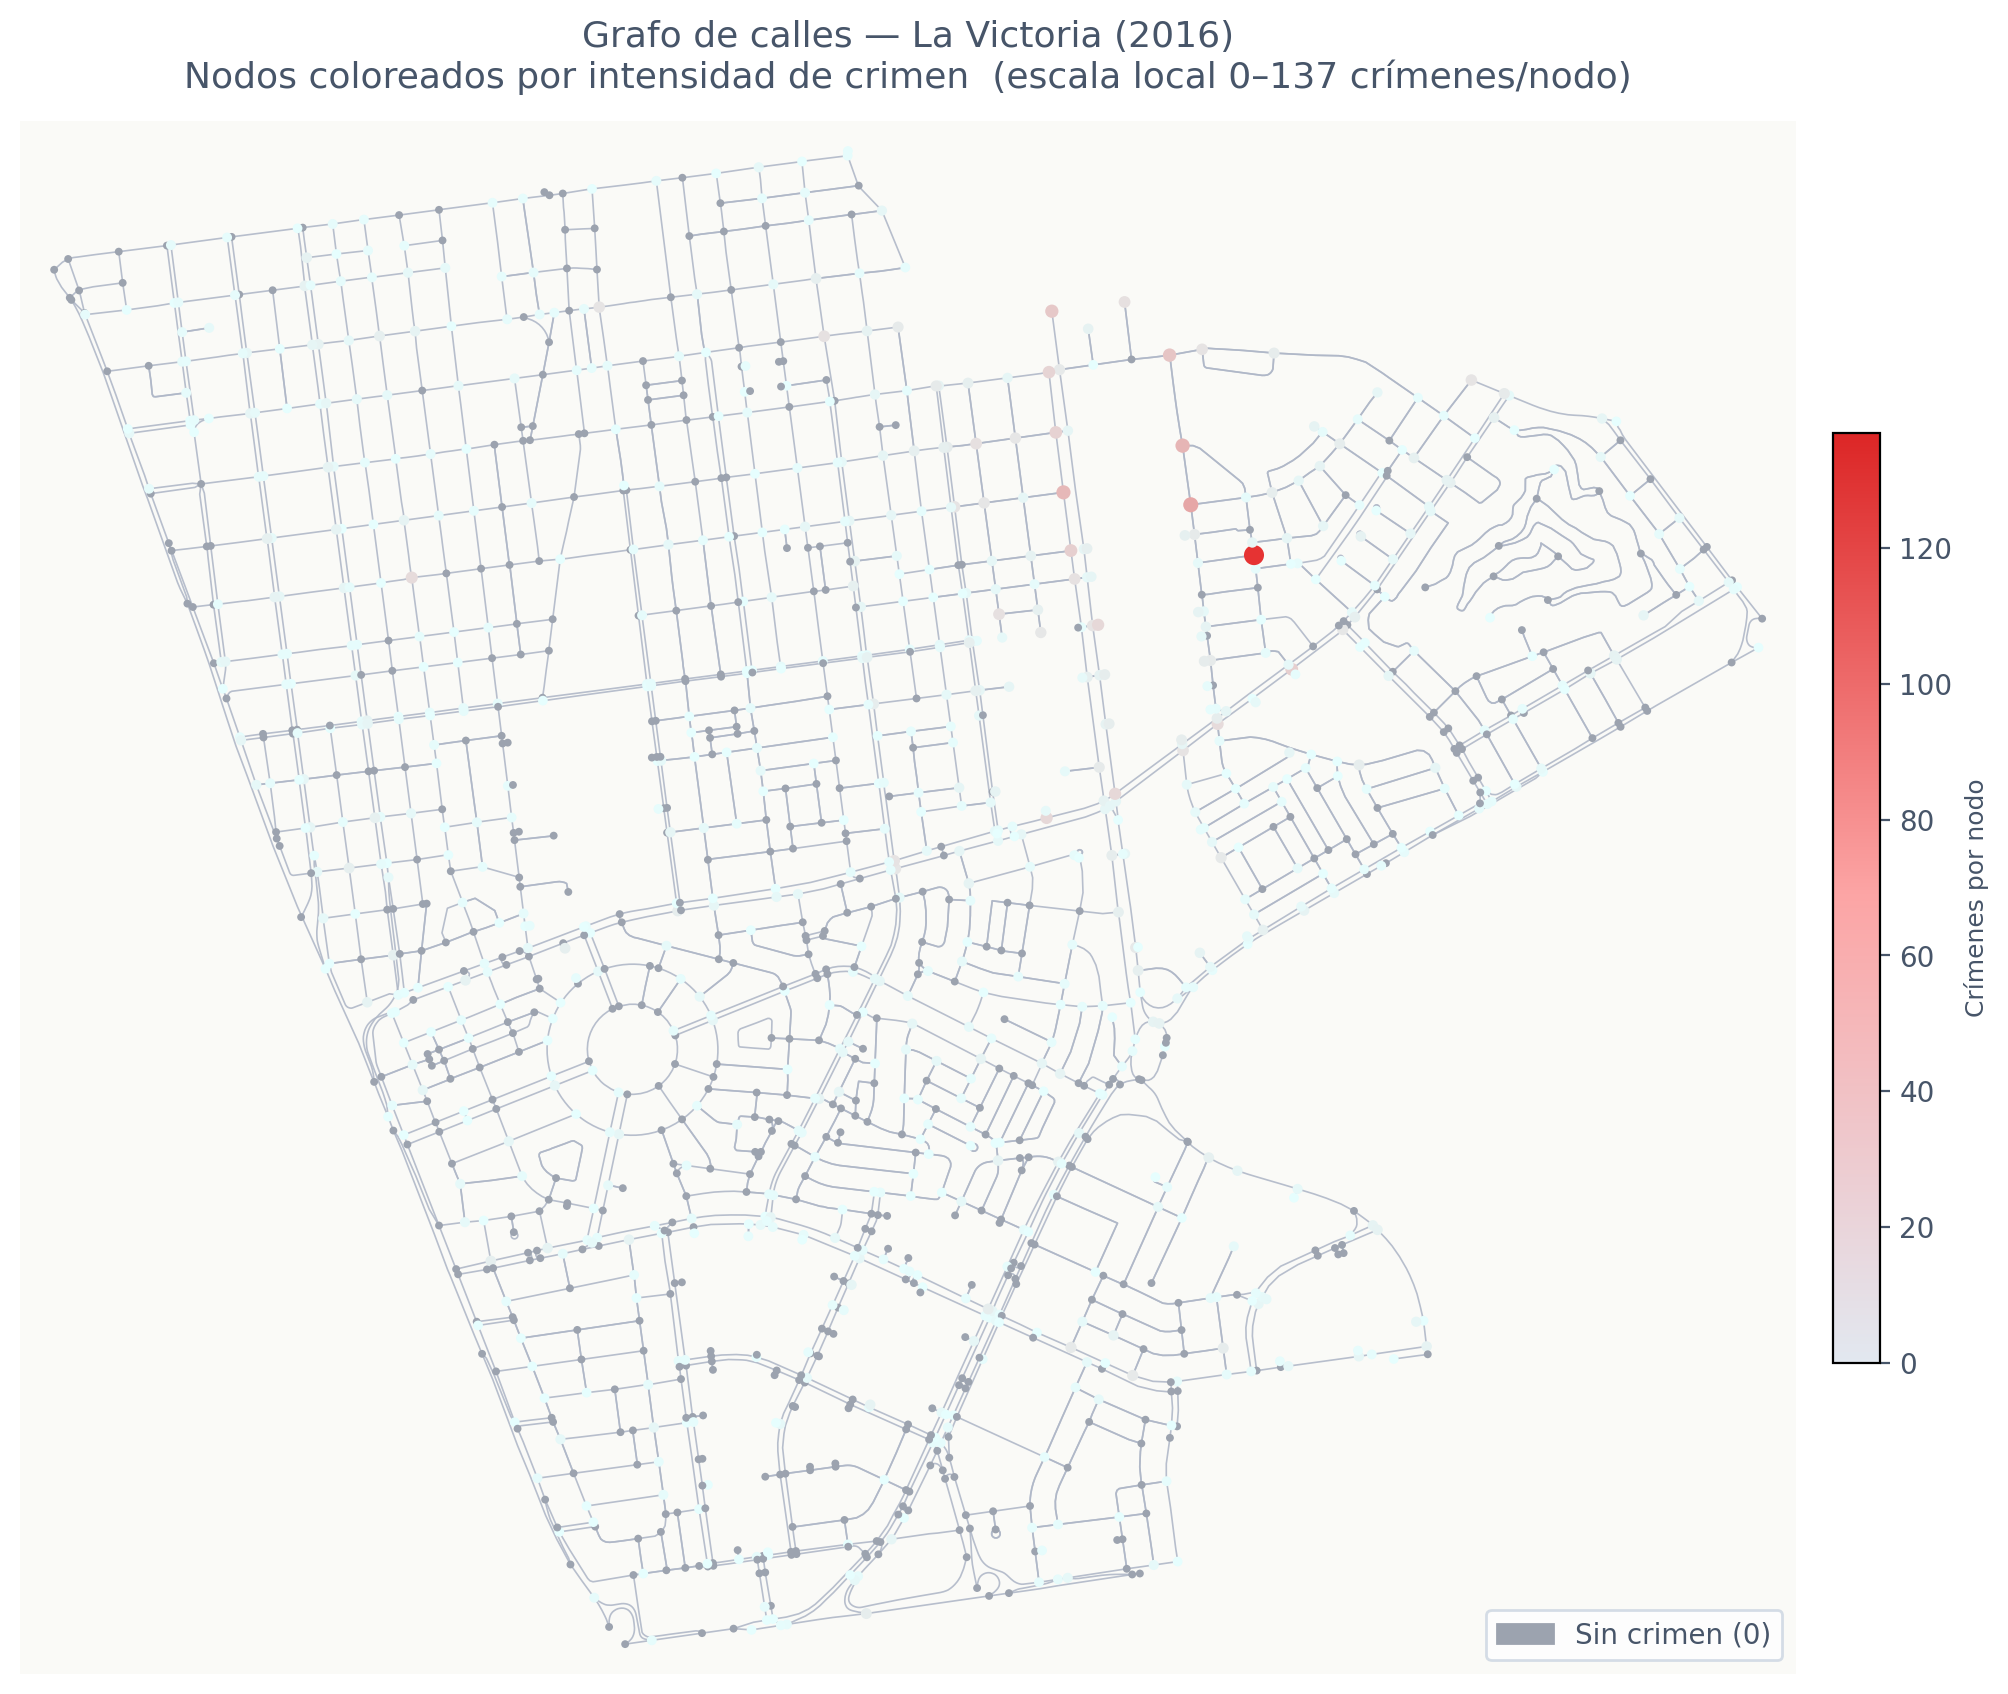 Grafo de calles — La Victoria (2016)
Nodos coloreados por intensidad de crimen  (escala local 0–137 crímenes/nodo)
120
100
80
60
40
20
0
Crímenes por nodo
Sin crimen (0)